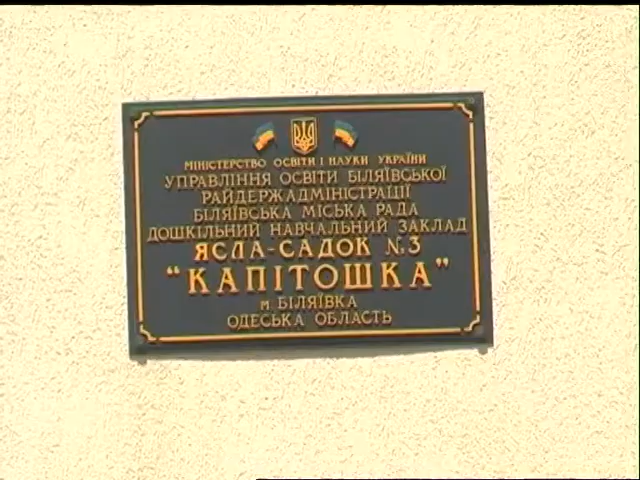 МІНІСТЕРСТВО ОСВІТИ І НАУКИ УКРАЇНИ
УПРАВЛІННЯ ОСВІТИ БІЛЯЇВСЬКОЇ
РАЙДЕРЖАДМІНІСТРАЦІЇ
БІЛЯЇВСЬКА МІСЬКА РАДА
ДОШКІЛЬНИЙ НАВЧАЛЬНИЙ ЗАКЛАД
ЯСЛА-САДОК №3
"КАПІТОШКА"
м. БІЛЯЇВКА
ОДЕСЬКА ОБЛАСТЬ